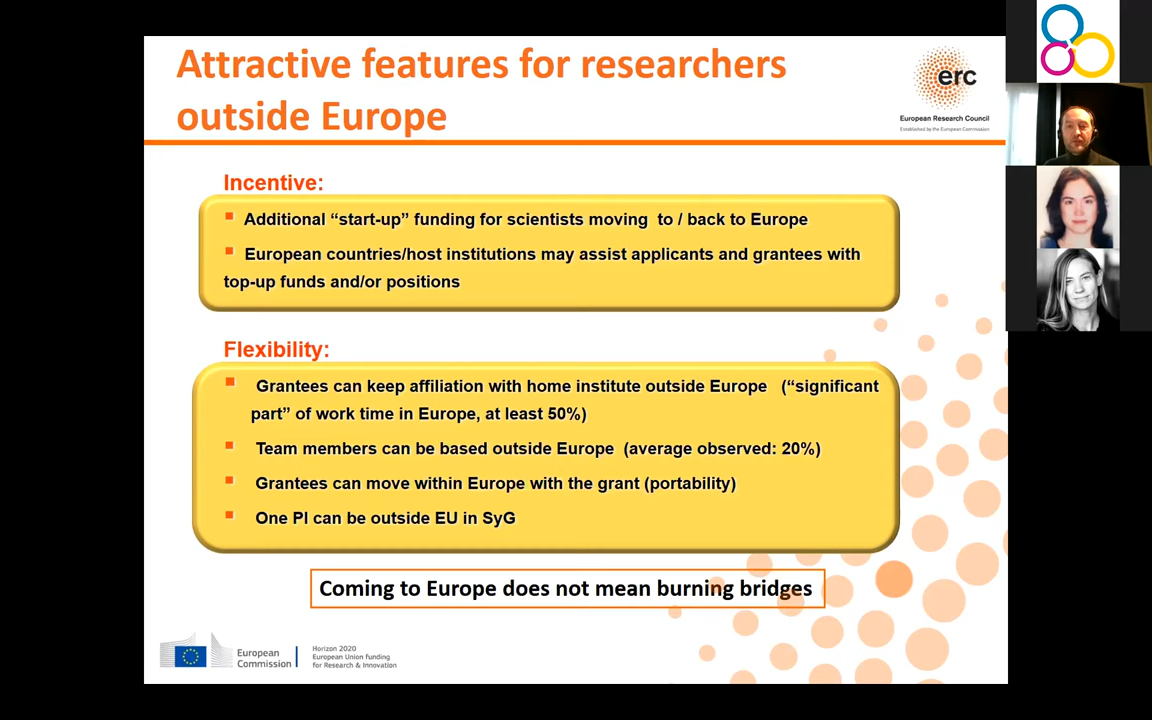 Attractive features for researchers
outside Europe
erc
European Research Council
Established by the European Commission
Incentive:
Additional “start-up” funding for scientists moving to / back to Europe
European countries/host institutions may assist applicants and grantees with
top-up funds and/or positions
Flexibility:
Grantees can keep affiliation with home institute outside Europe (“significant
part” of work time in Europe, at least 50%)
Team members can be based outside Europe (average observed: 20%)
Grantees can move within Europe with the grant (portability)
One PI can be outside EU in SyG
Coming to Europe does not mean burning bridges
European
Commission
Horizon 2020
European Union funding
for Research & Innovation